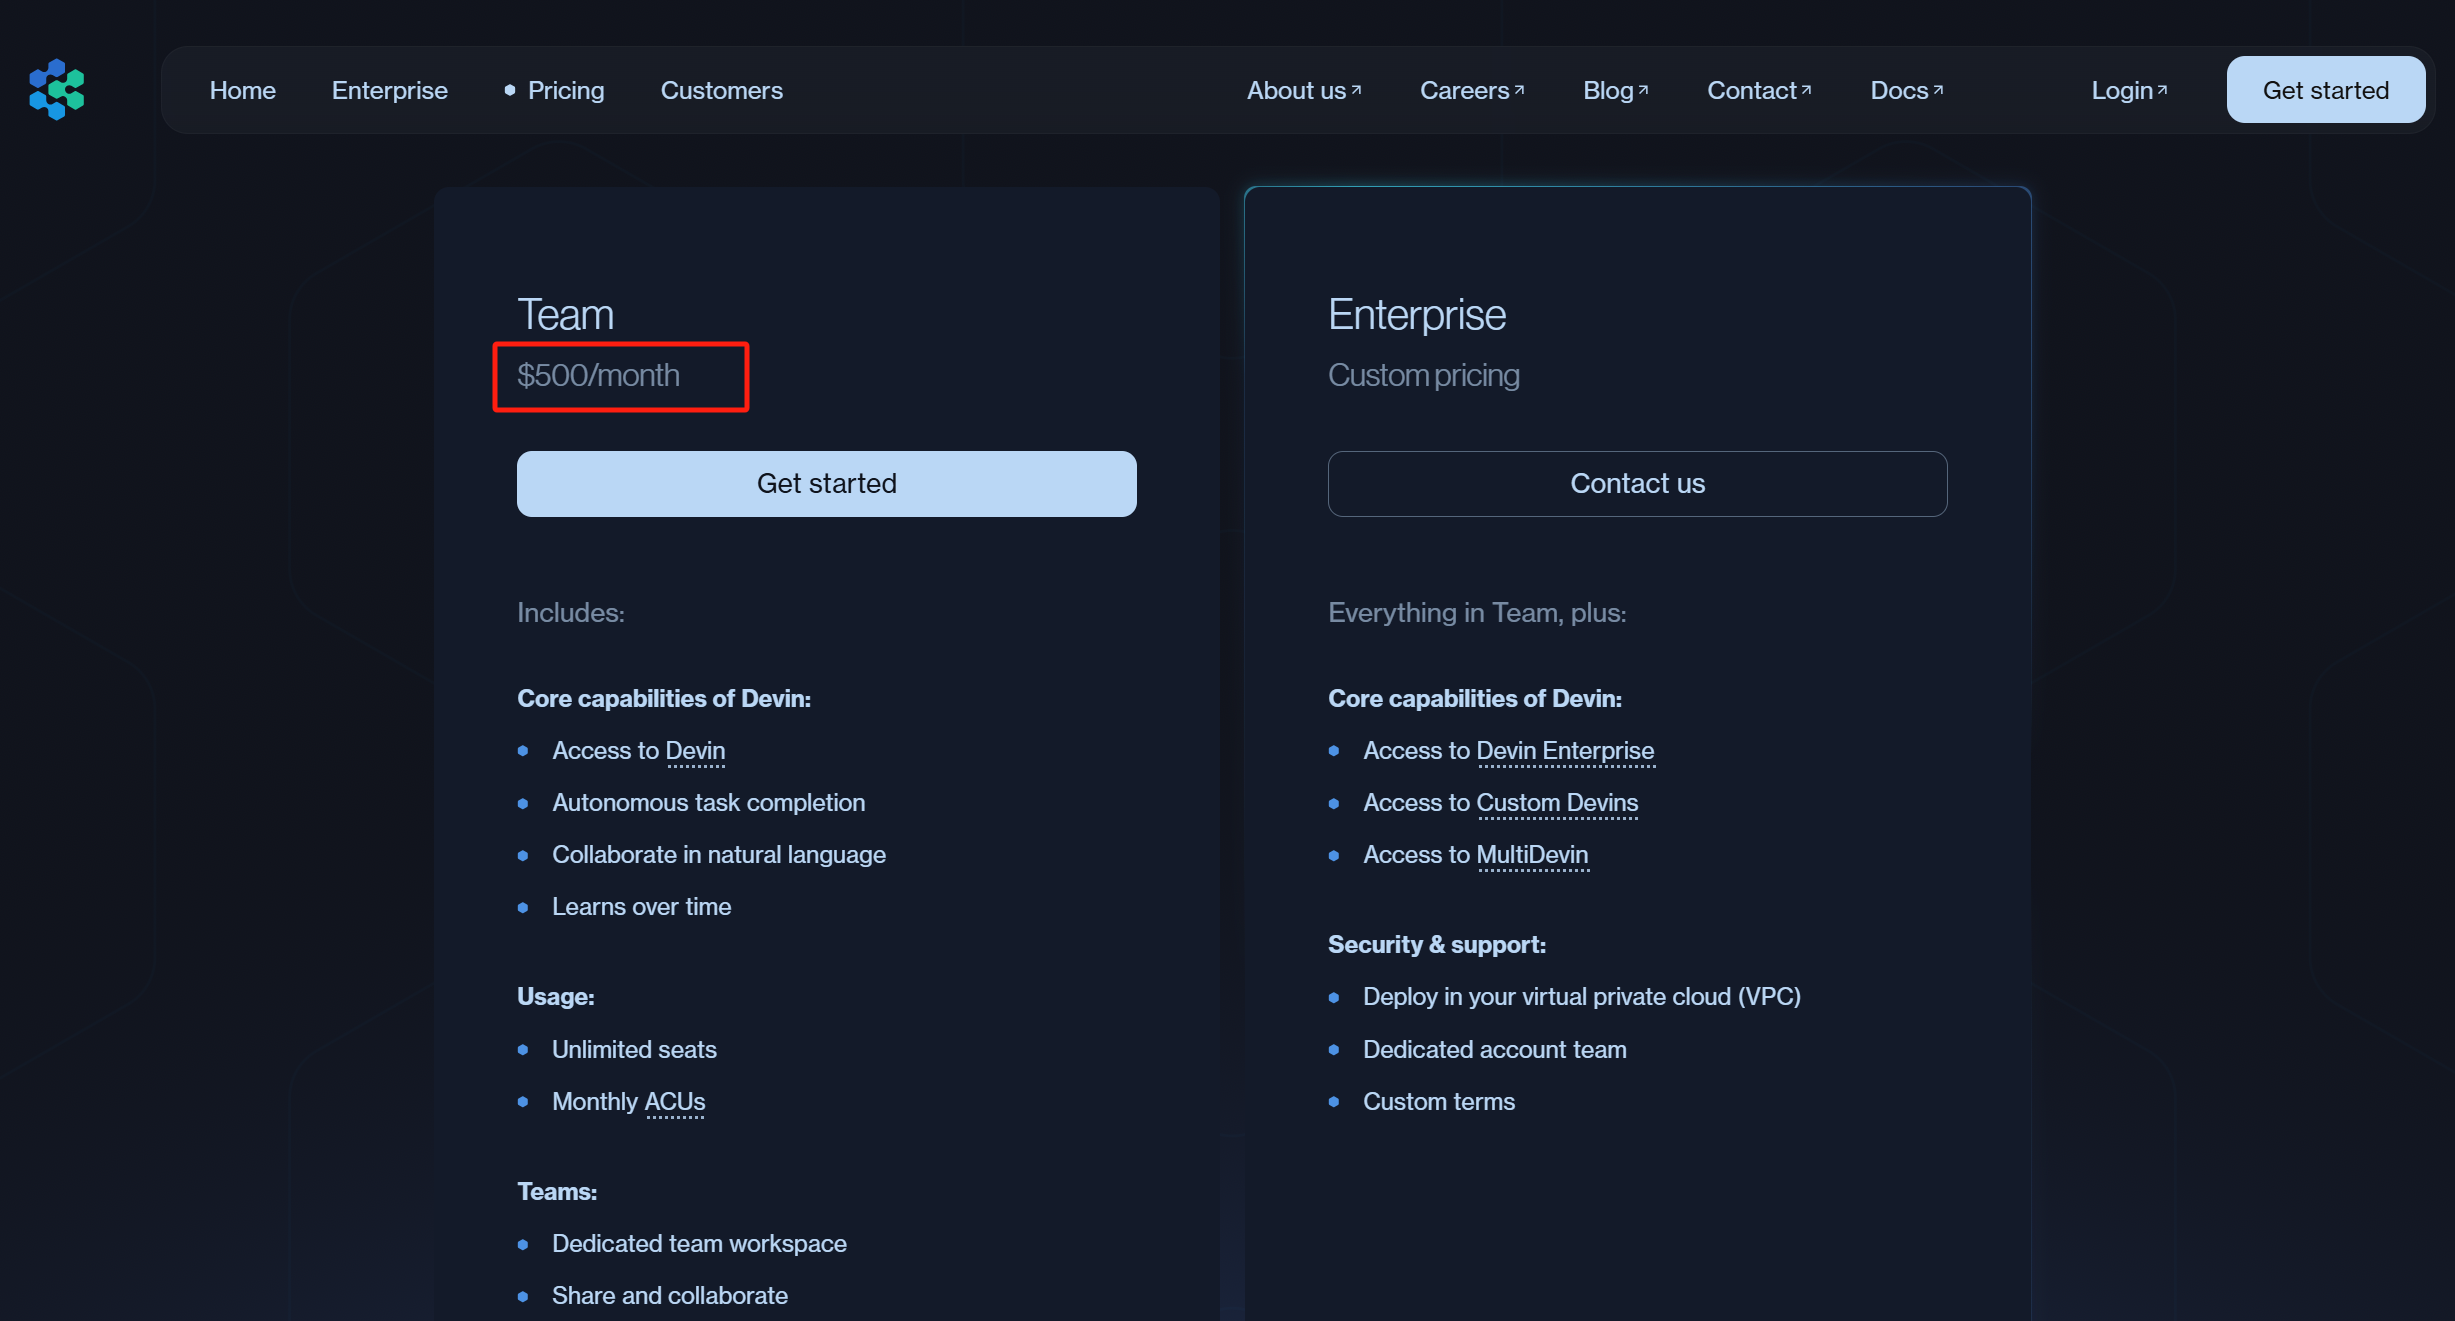 Home
Enterprise
Pricing
Customers
About us
Careers
Blog
Contact
Docs
Login
Get started
Team
$500/month
Get started
Includes:
Core capabilities of Devin:
Access to Devin
Autonomous task completion
Collaborate in natural language
Learns over time
Usage:
Unlimited seats
Monthly ACUs
Teams:
Dedicated team workspace
Share and collaborate
Enterprise
Custom pricing
Contact us
Everything in Team, plus:
Core capabilities of Devin:
Access to Devin Enterprise
Access to Custom Devins
Access to MultiDevin
Security & support:
Deploy in your virtual private cloud (VPC)
Dedicated account team
Custom terms